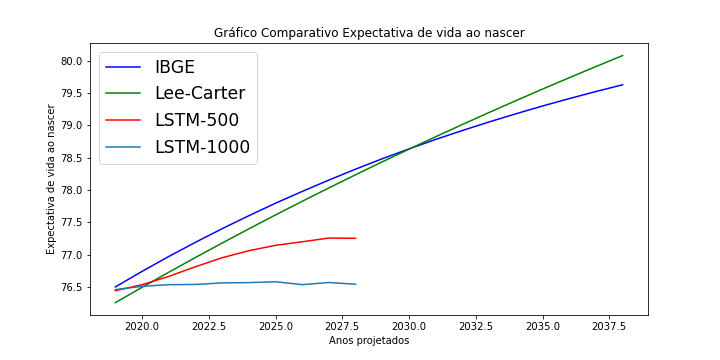 Gráfico Comparativo Expectativa de vida ao nascer
IBGE
Lee-Carter
LSTM-500
LSTM-1000
Expectativa de vida ao nascer
80.0
79.5
79.0
78.5
78.0
77.5
77.0
76.5
2020.0 2022.5 2025.0 2027.5 2030.0 2032.5 2035.0 2037.5
Anos projetados